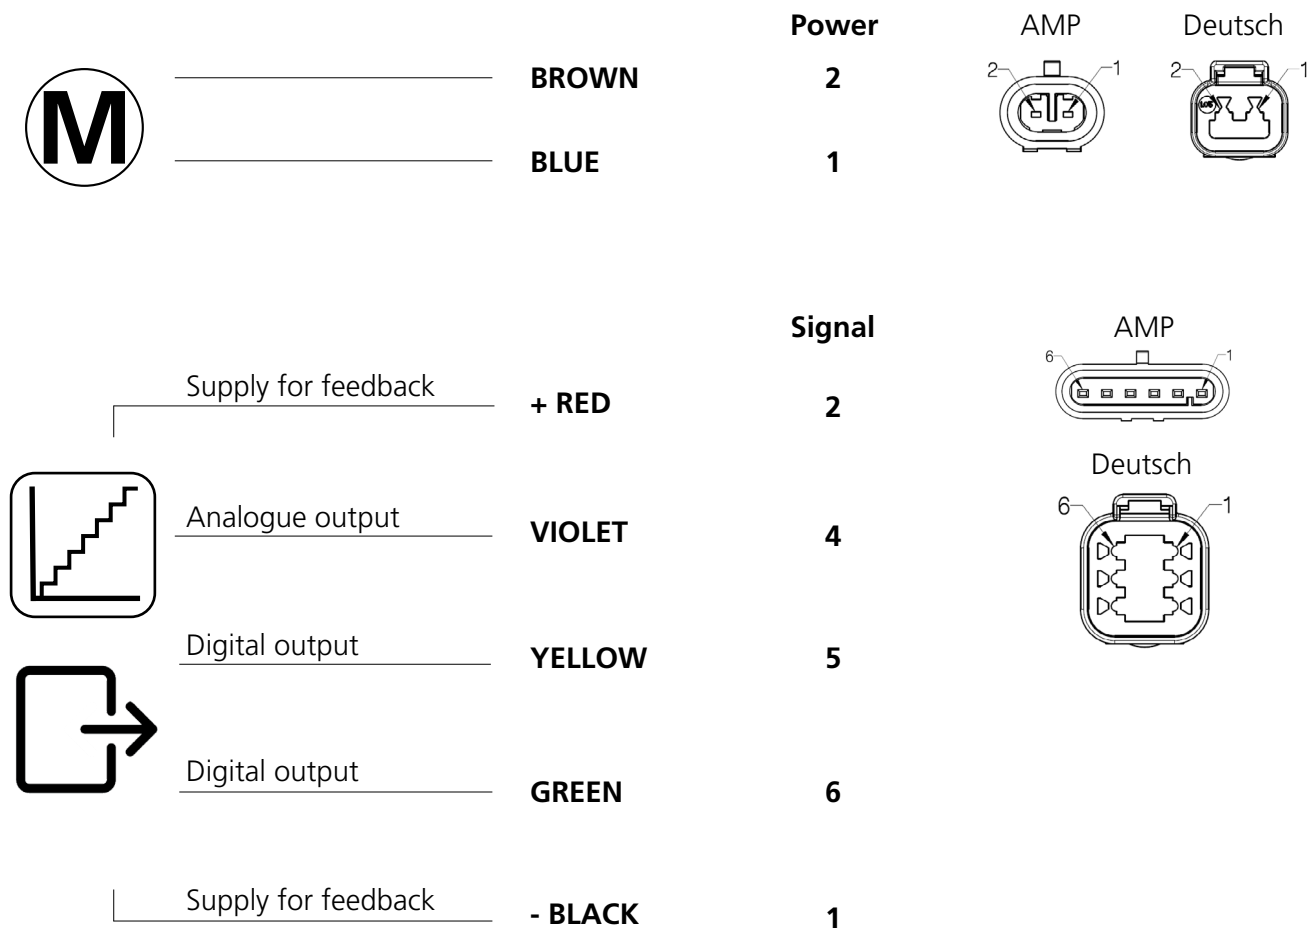 Power AMP Deutsch
M BROWN 2 2 1 2 1
BLUE 1
Signal AMP
Supply for feedback + RED 2 6 1
Deutsch
Analogue output VIOLET 4 6 1
Digital output YELLOW 5
Digital output GREEN 6
Supply for feedback - BLACK 1